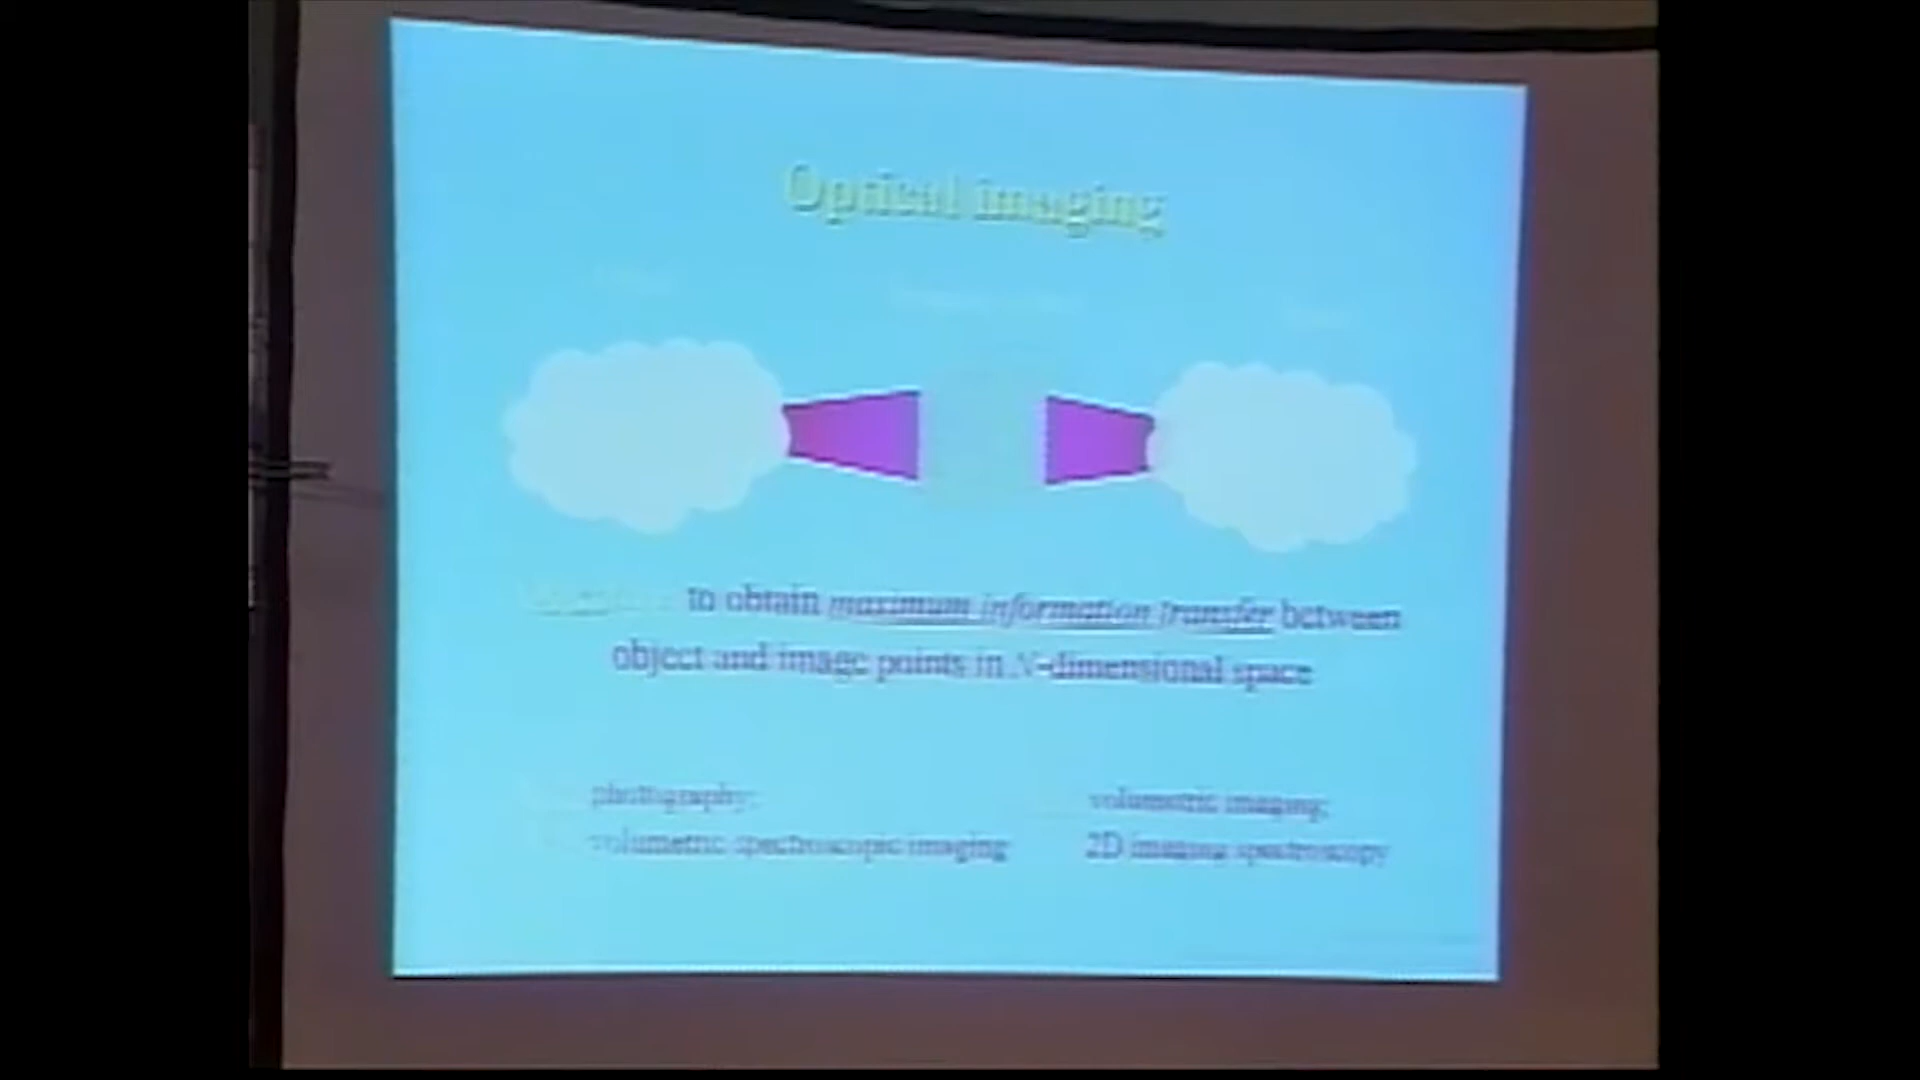 Optical imaging
to obtain maximum information transfer between
object and image points in N-dimensional space
photography;
volumetric imaging;
volumetric spectroscopic imaging
2D imaging spectroscopy